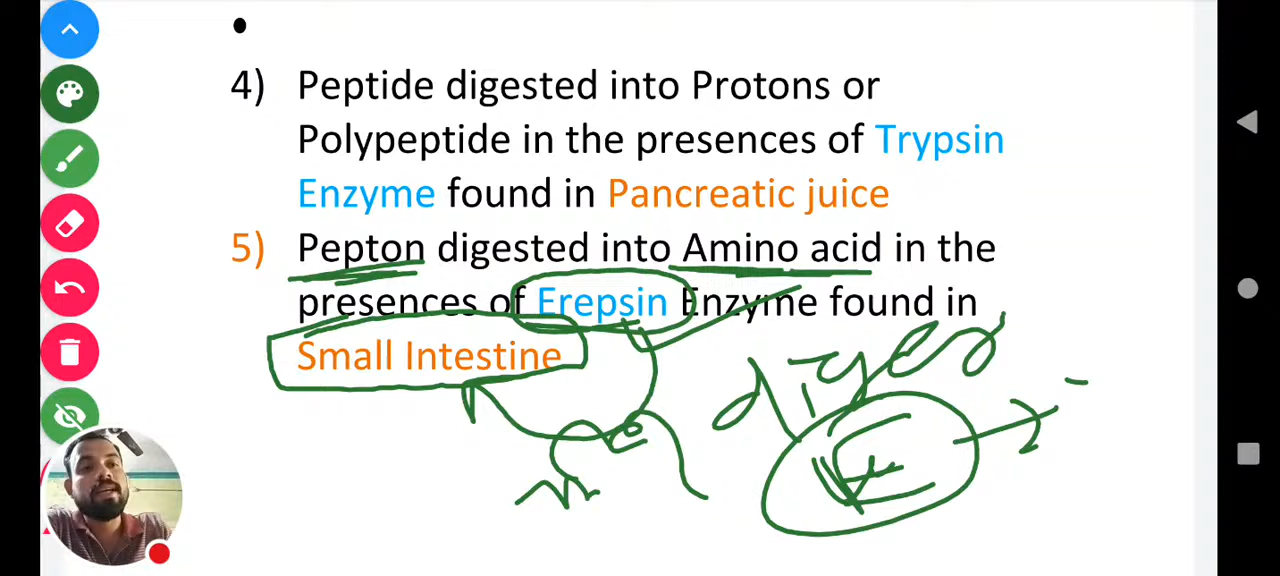 4) Peptide digested into Protons or
Polypeptide in the presences of Trypsin
Enzyme found in Pancreatic juice
5) Pepton digested into Amino acid in the
presences of Erepsin Enzyme found in
Small Intestine